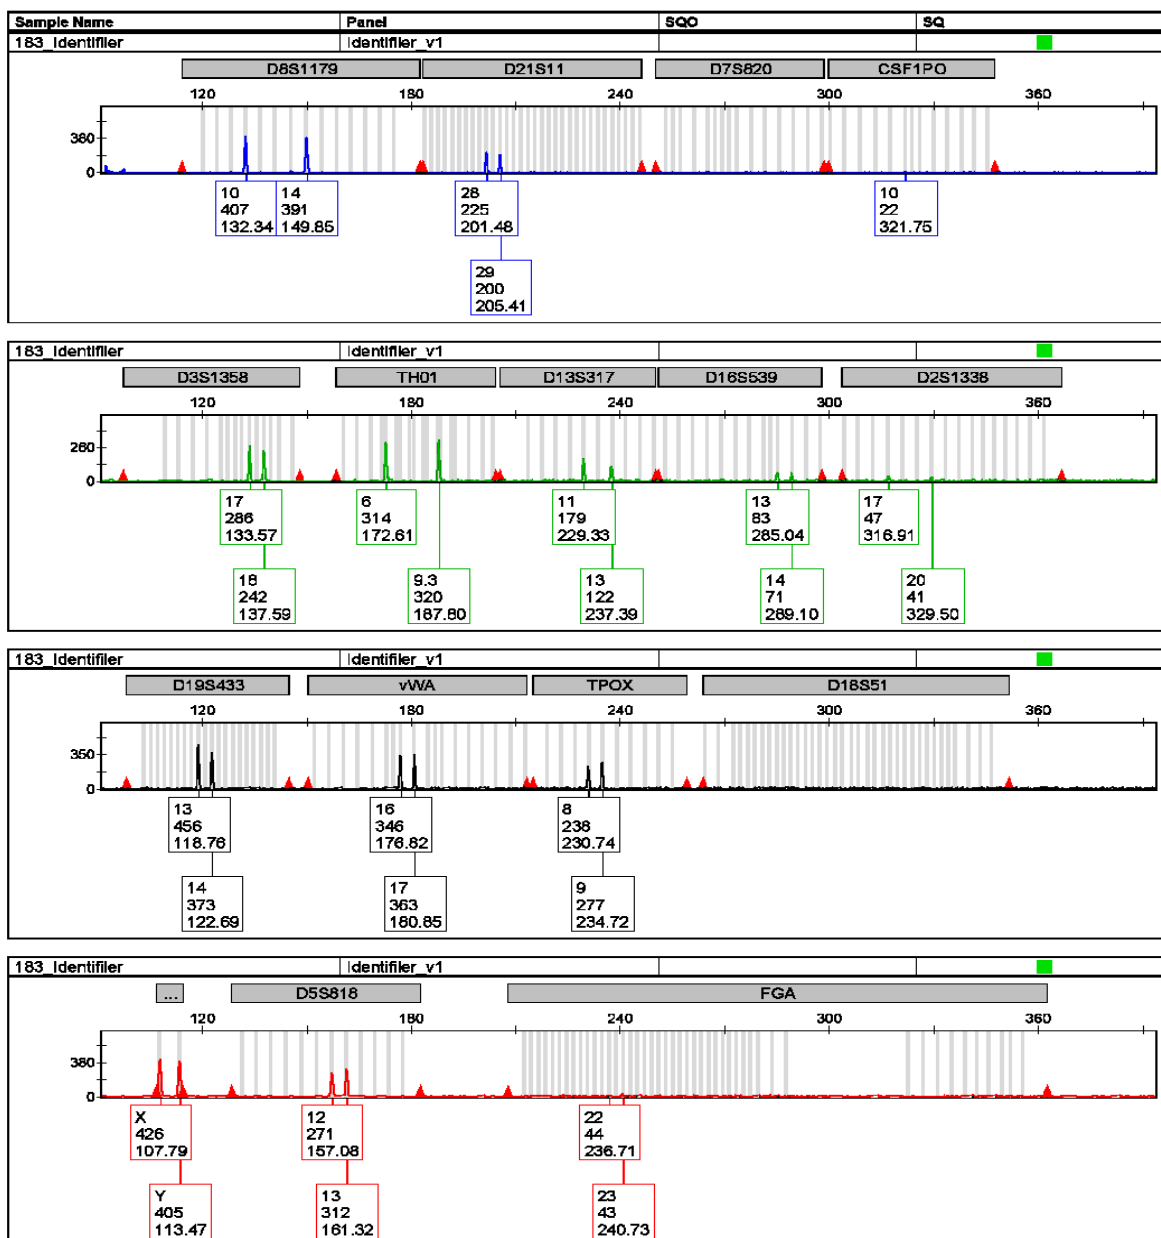 Sample Name Panel SQO SQ
183_Identifiler Identifiler_v1
D8S1179 D21S11 D7S820 CSF1PO
120 180 240 300 360
380
0
10 14 28 10
407 391 225 22
132.34 149.85 201.48 321.75
29
200
205.41
183_Identifiler Identifiler_v1
D3S1358 TH01 D13S317 D16S539 D2S1338
120 180 240 300 360
260
0
17 6 11 13 17
286 314 179 83 47
133.57 172.61 229.33 285.04 316.91
18 9.3 13 14 20
242 320 122 71 41
137.59 187.80 237.39 289.10 329.50
183_Identifiler Identifiler_v1
D19S433 vWA TPOX D18S51
120 180 240 300 360
350
0
13 16 8
456 346 238
118.76 176.82 230.74
14 17 9
373 363 277
122.69 180.85 234.72
183_Identifiler Identifiler_v1
... D5S818 FGA
120 180 240 300 360
380
0
X 12 22
426 271 44
107.79 157.08 236.71
Y 13 23
405 312 43
113.47 161.32 240.73